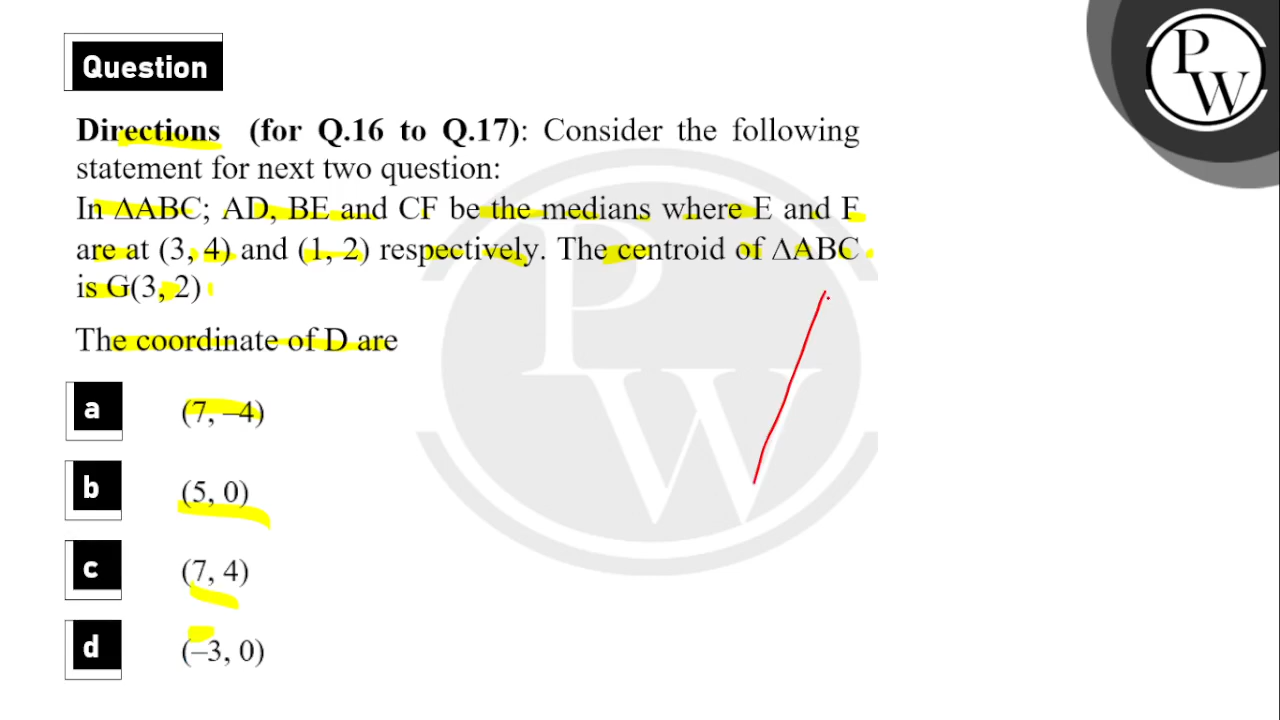 PW
Question
Directions (for Q.16 to Q.17): Consider the following
statement for next two question:
In ΔABC; AD, BE and CF be the medians where E and F
are at (3, 4) and (1, 2) respectively. The centroid of ΔABC
is G(3, 2)
The coordinate of D are
a (7, –4)
b (5, 0)
c (7, 4)
d (–3, 0)
PW